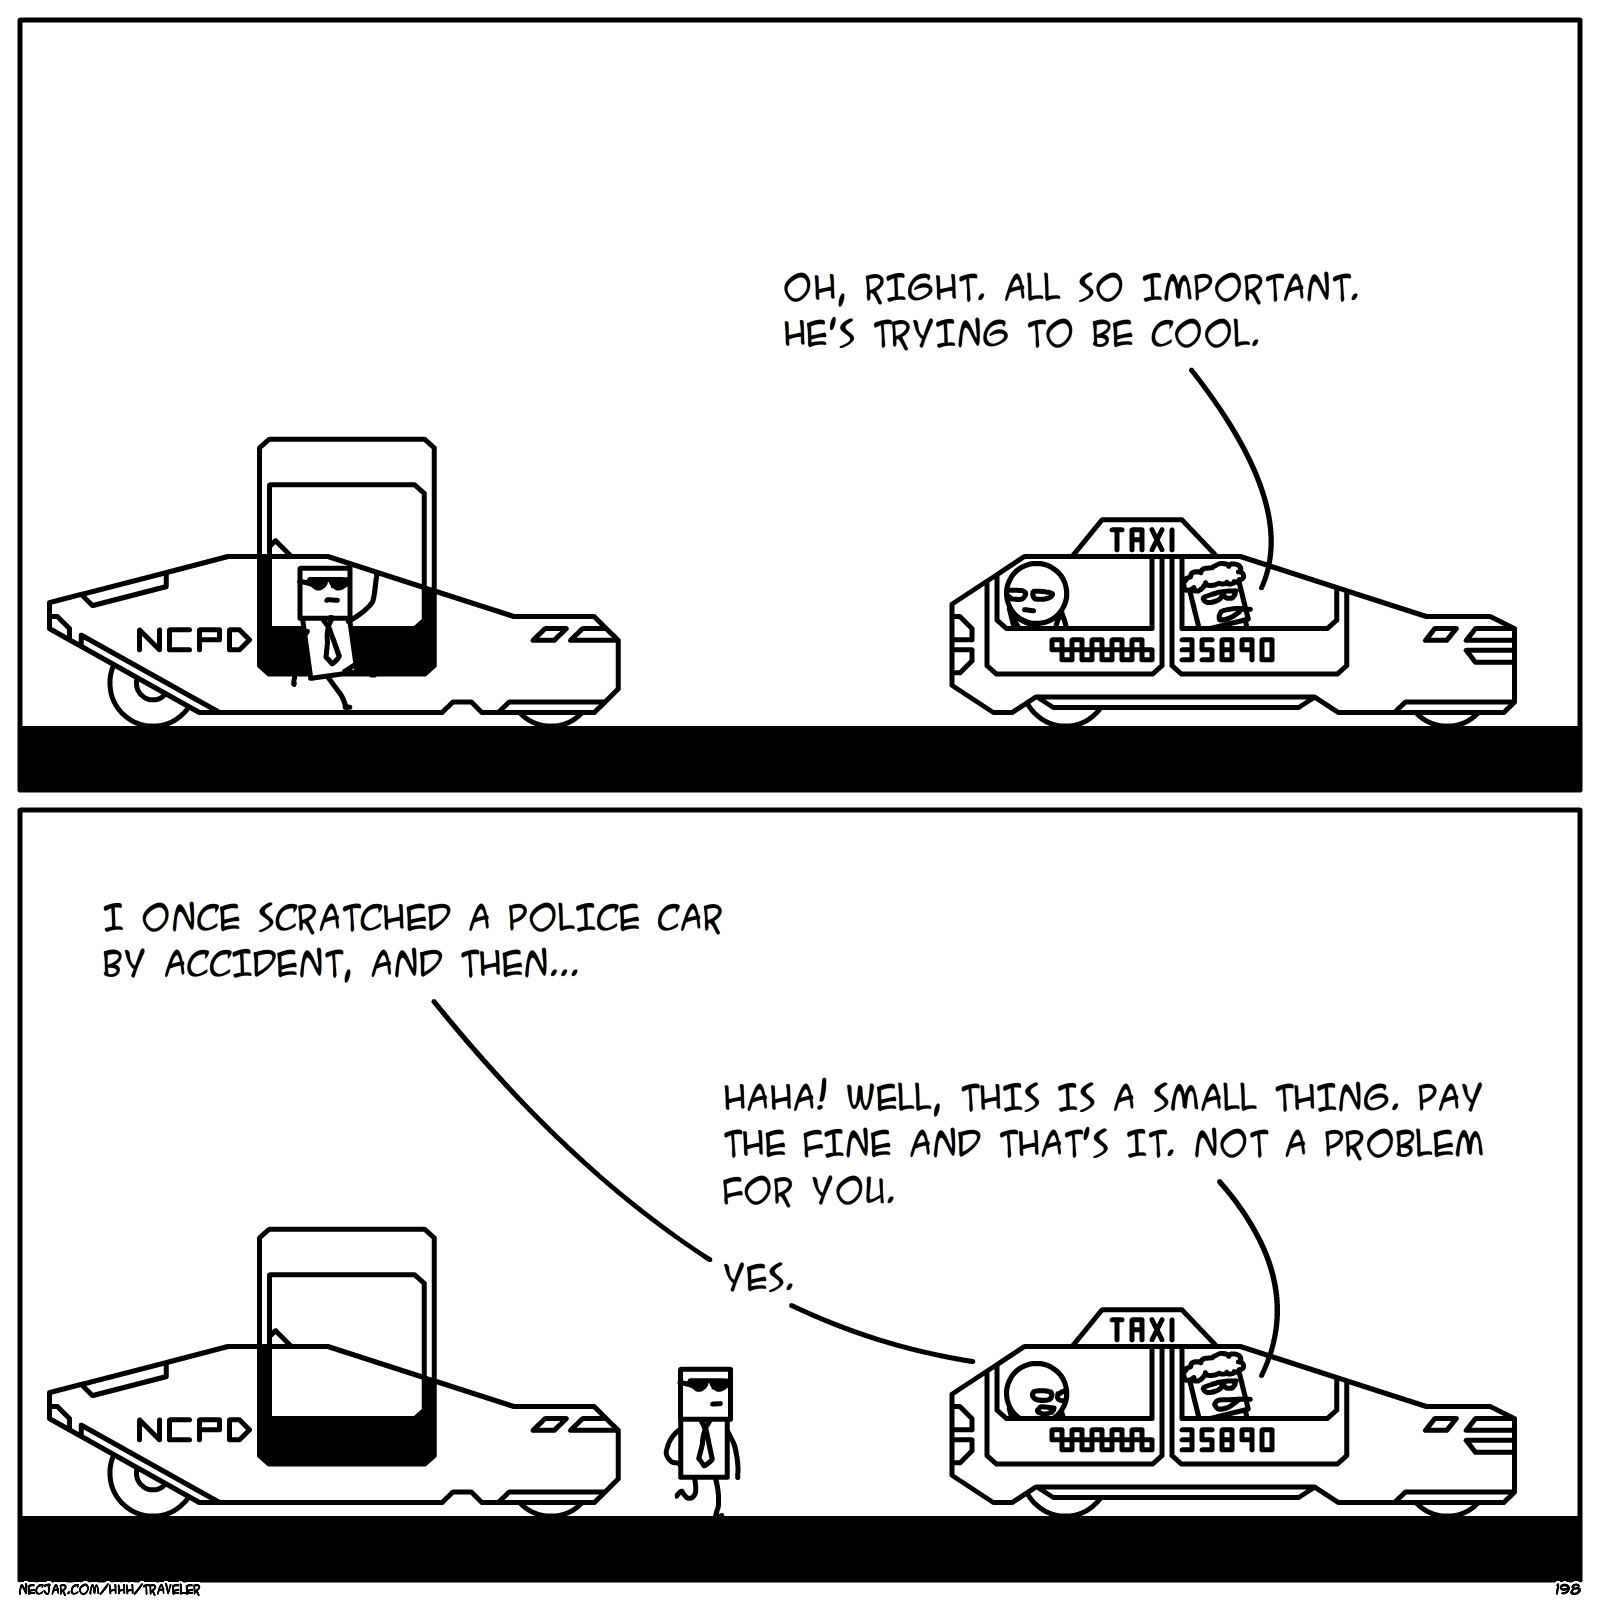 OH, RIGHT. ALL SO IMPORTANT.
HE'S TRYING TO BE COOL.
TAXI
NCPD
35890
I ONCE SCRATCHED A POLICE CAR
BY ACCIDENT, AND THEN...
HAHA! WELL, THIS IS A SMALL THING. PAY
THE FINE AND THAT'S IT. NOT A PROBLEM
FOR YOU.
YES.
TAXI
NCPD
35890
NECJAR.COM/HHH/TRAVELER
198